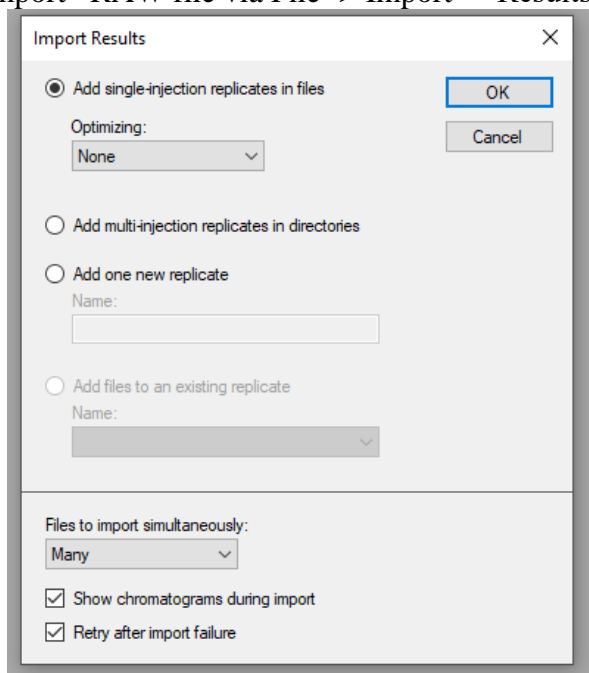 Import Results
Add single-injection replicates in files
OK
Optimizing:
Cancel
None
Add multi-injection replicates in directories
Add one new replicate
Name:
Add files to an existing replicate
Name:
Files to import simultaneously:
Many
Show chromatograms during import
Retry after import failure